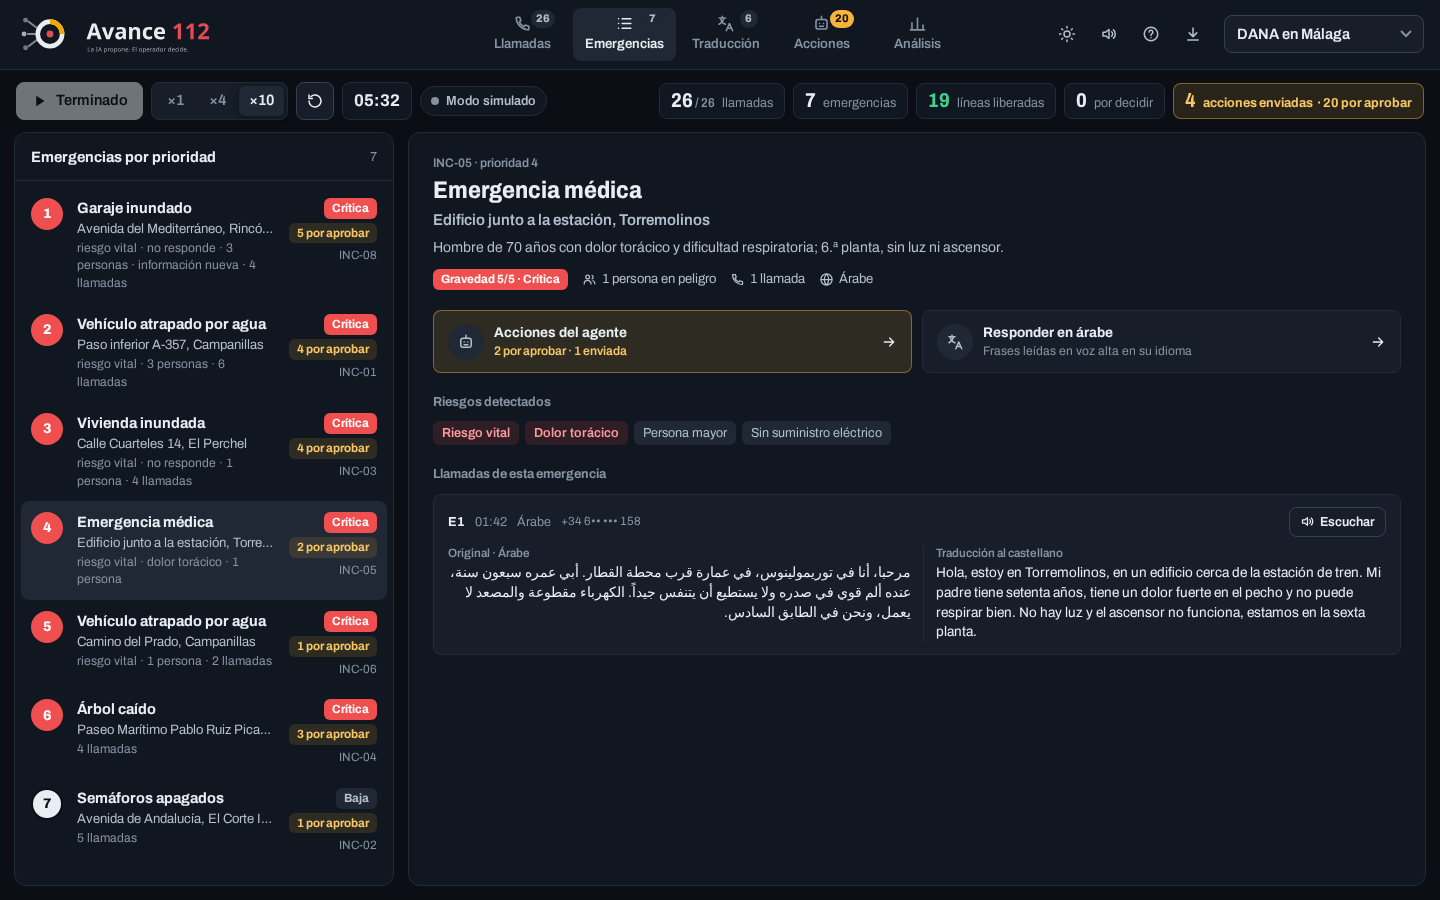 Avance 112
La IA propone. El operador decide.
26
Llamadas
7
Emergencias
6
Traducción
20
Acciones
Análisis
DANA en Málaga
Terminado
×1
×4
×10
05:32
Modo simulado
26 / 26 llamadas
7 emergencias
19 líneas liberadas
0 por decidir
4 acciones enviadas · 20 por aprobar
Emergencias por prioridad
7
1
Garaje inundado
Crítica
Avenida del Mediterráneo, Rincó...
5 por aprobar
riesgo vital · no responde · 3
personas · información nueva · 4
llamadas
INC-08
2
Vehículo atrapado por agua
Crítica
Paso inferior A-357, Campanillas
4 por aprobar
riesgo vital · 3 personas · 6
llamadas
INC-01
3
Vivienda inundada
Crítica
Calle Cuarteles 14, El Perchel
4 por aprobar
riesgo vital · no responde · 1
persona · 4 llamadas
INC-03
4
Emergencia médica
Crítica
Edificio junto a la estación, Torre...
2 por aprobar
riesgo vital · dolor torácico · 1
persona
INC-05
5
Vehículo atrapado por agua
Crítica
Camino del Prado, Campanillas
1 por aprobar
riesgo vital · 1 persona · 2 llamadas
INC-06
6
Árbol caído
Crítica
Paseo Marítimo Pablo Ruiz Pica...
3 por aprobar
4 llamadas
INC-04
7
Semáforos apagados
Baja
Avenida de Andalucía, El Corte I...
1 por aprobar
5 llamadas
INC-02
INC-05 · prioridad 4
Emergencia médica
Edificio junto a la estación, Torremolinos
Hombre de 70 años con dolor torácico y dificultad respiratoria; 6.ª planta, sin luz ni ascensor.
Gravedad 5/5 · Crítica
1 persona en peligro
1 llamada
Árabe
Acciones del agente
2 por aprobar · 1 enviada
Responder en árabe
Frases leídas en voz alta en su idioma
Riesgos detectados
Riesgo vital
Dolor torácico
Persona mayor
Sin suministro eléctrico
Llamadas de esta emergencia
E1 01:42 Árabe +34 6•• ••• 158
Escuchar
Original · Árabe
مرحبا، أنا في توريمولينوس، في عمارة قرب محطة القطار. أبي عمره سبعون سنة،
عنده ألم قوي في صدره ولا يستطيع أن يتنفس جيداً. الكهرباء مقطوعة والمصعد لا
يعمل، ونحن في الطابق السادس.
Traducción al castellano
Hola, estoy en Torremolinos, en un edificio cerca de la estación de tren. Mi
padre tiene setenta años, tiene un dolor fuerte en el pecho y no puede
respirar bien. No hay luz y el ascensor no funciona, estamos en la sexta
planta.